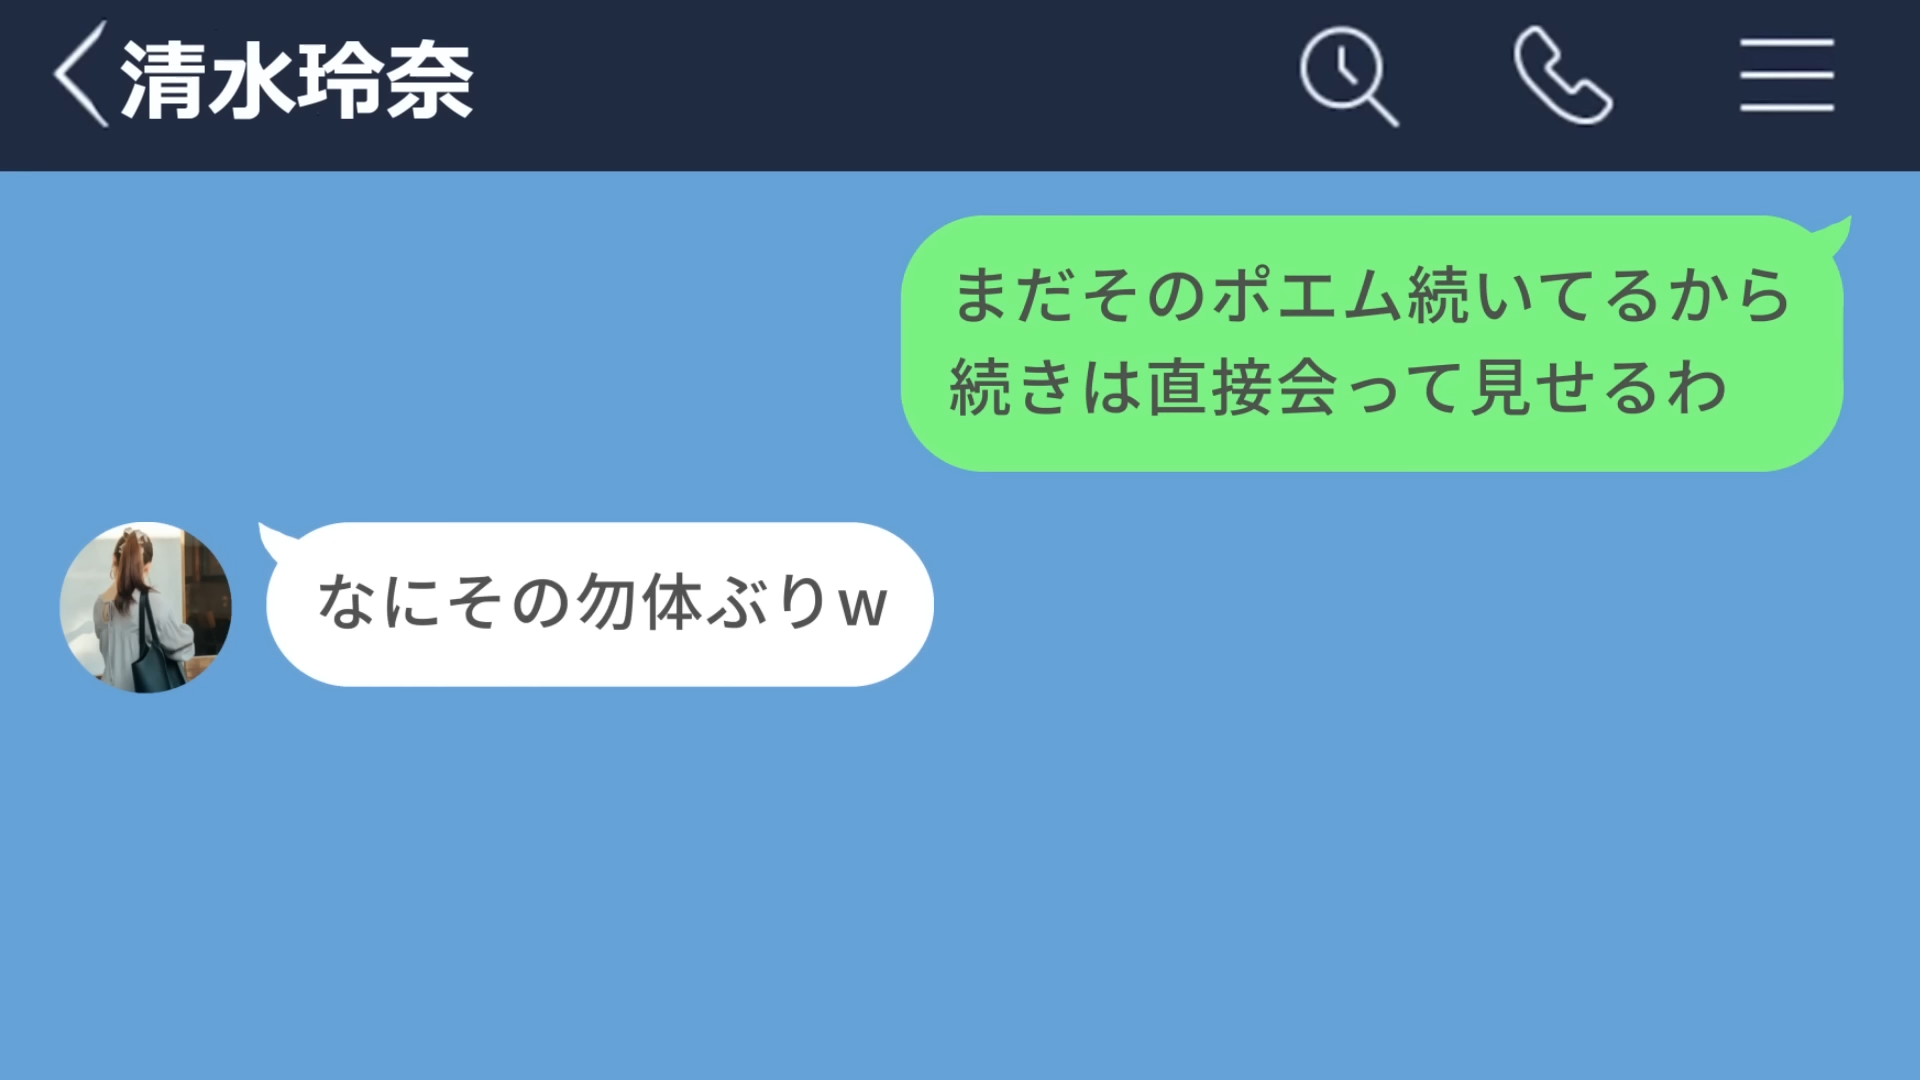 清水玲奈
まだそのポエム続いてるから
続きは直接会って見せるわ
なにその勿体ぶりw